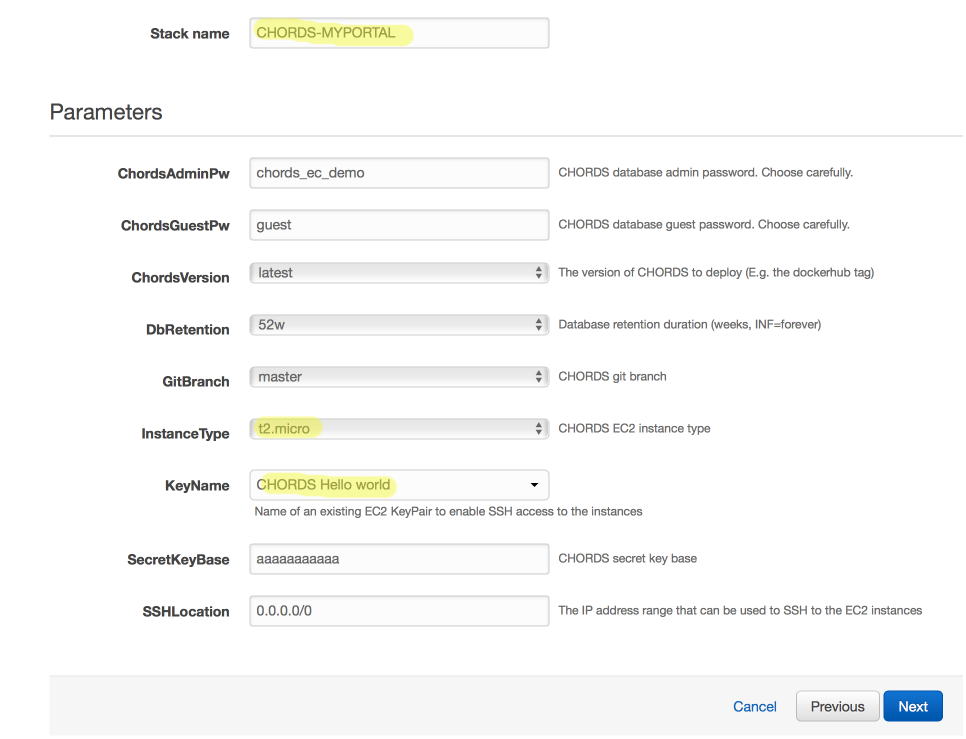 Stack name CHORDS-MYPORTAL
Parameters
ChordsAdminPw chords_ec_demo CHORDS database admin password. Choose carefully.
ChordsGuestPw guest CHORDS database guest password. Choose carefully.
ChordsVersion latest The version of CHORDS to deploy (E.g. the dockerhub tag)
DbRetention 52w Database retention duration (weeks, INF=forever)
GitBranch master CHORDS git branch
InstanceType t2.micro CHORDS EC2 instance type
KeyName CHORDS Hello world
Name of an existing EC2 KeyPair to enable SSH access to the instances
SecretKeyBase aaaaaaaaaaa CHORDS secret key base
SSHLocation 0.0.0.0/0 The IP address range that can be used to SSH to the EC2 instances
Cancel Previous Next